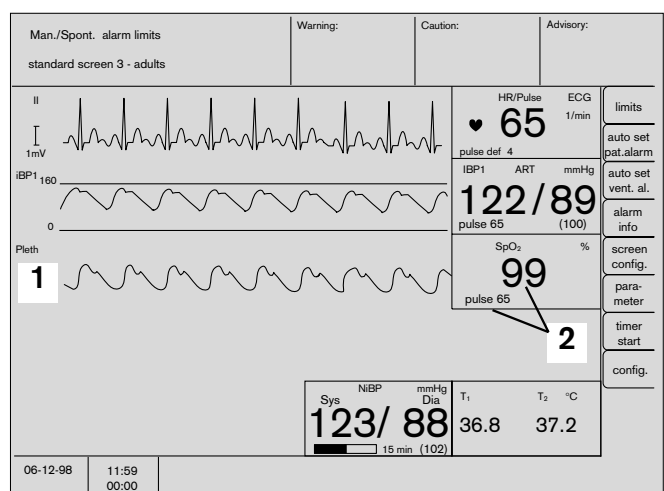 Man./Spont. alarm limits
standard screen 3 - adults
Warning:
Caution:
Advisory:
II
1mV
HR/Pulse ECG
65 1/min
pulse def 4
iBP1 160
0
IBP1 ART mmHg
122/89
pulse 65 (100)
Pleth
1
SpO₂ %
99
pulse 65
2
limits
auto set
pat.alarm
auto set
vent. al.
alarm
info
screen
config.
para-
meter
timer
start
config.
NiBP mmHg
Sys Dia
123/ 88
15 min (102)
T₁ T₂ °C
36.8 37.2
06-12-98
11:59
00:00